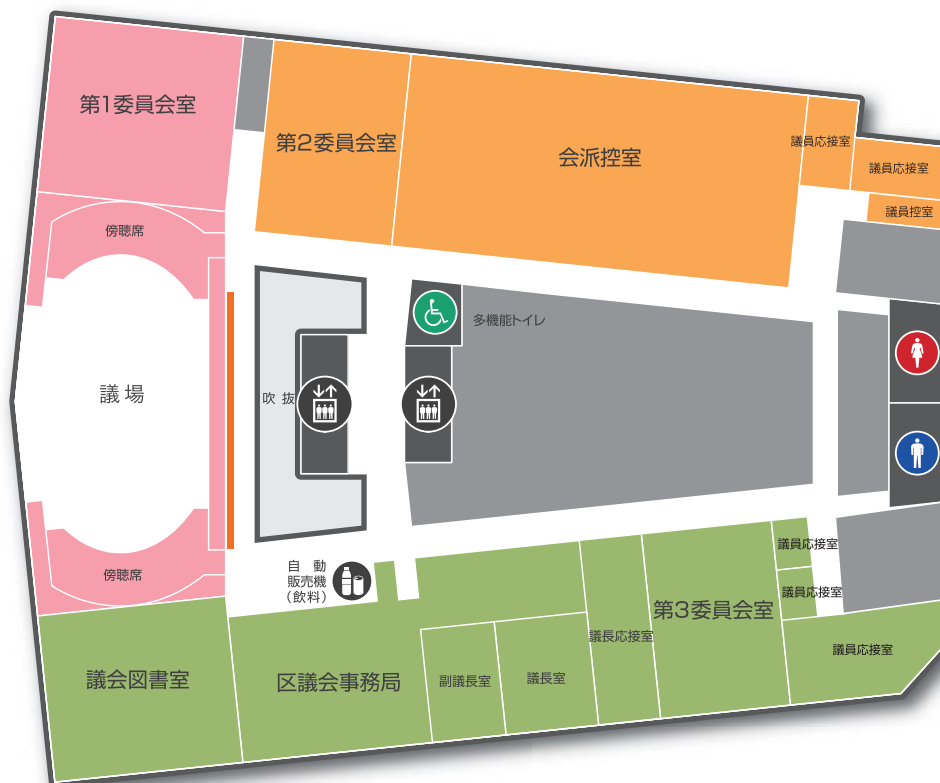 第1委員会室
第2委員会室
会派控室
議員応接室
議員応接室
議員控室
傍聴席
多機能トイレ
議場
吹抜
傍聴席
自動
販売機
(飲料)
議員応接室
議員応接室
第3委員会室
議長応接室
議員応接室
議会図書室
区議会事務局
副議長室
議長室